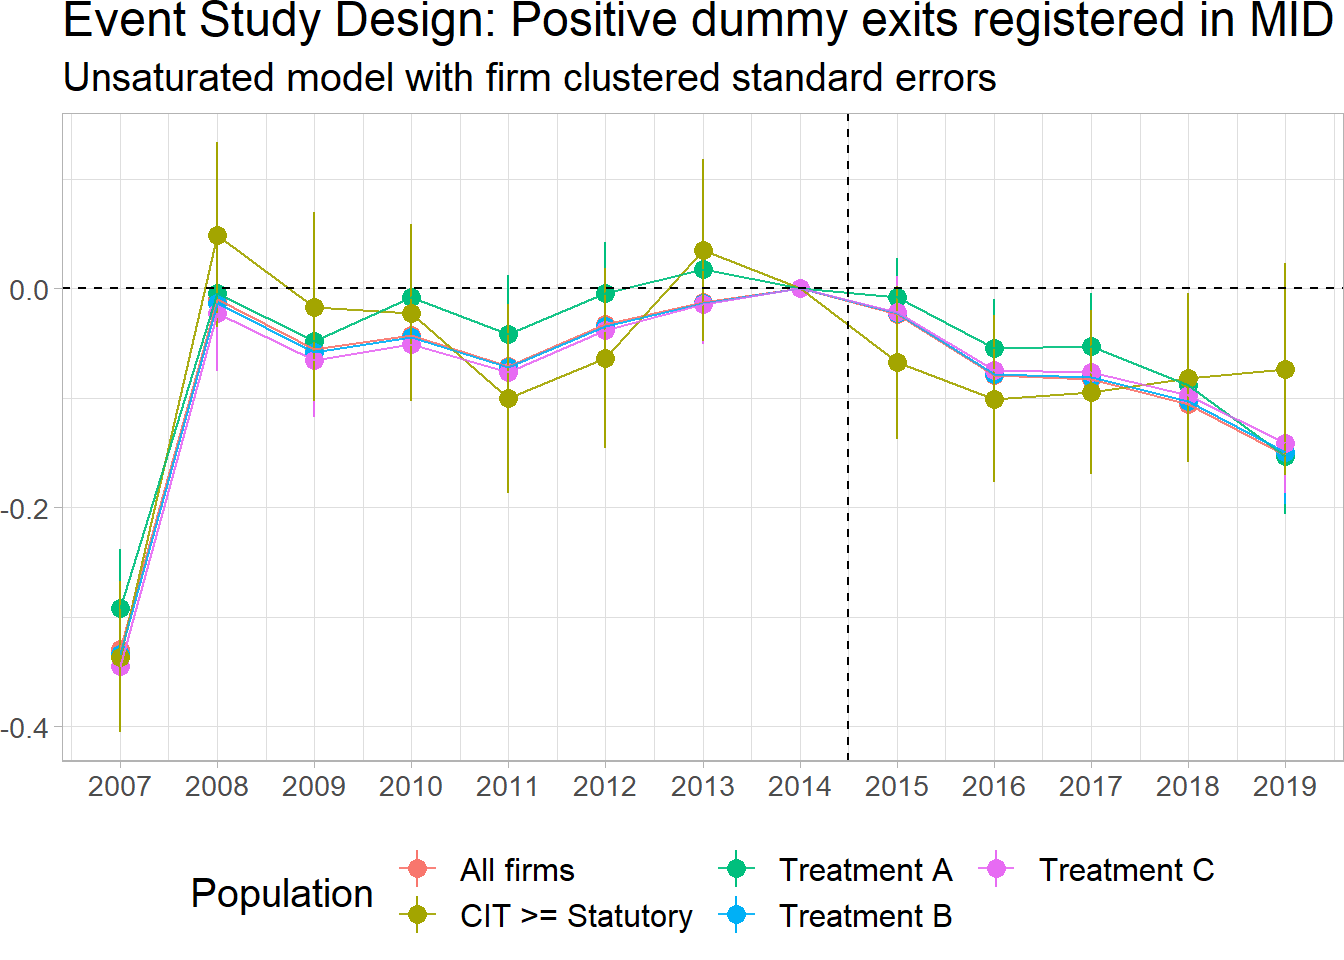 Event Study Design: Positive dummy exits registered in MID
Unsaturated model with firm clustered standard errors
0.0
-0.2
-0.4
2007 2008 2009 2010 2011 2012 2013 2014 2015 2016 2017 2018 2019
Population
All firms
CIT >= Statutory
Treatment A
Treatment B
Treatment C